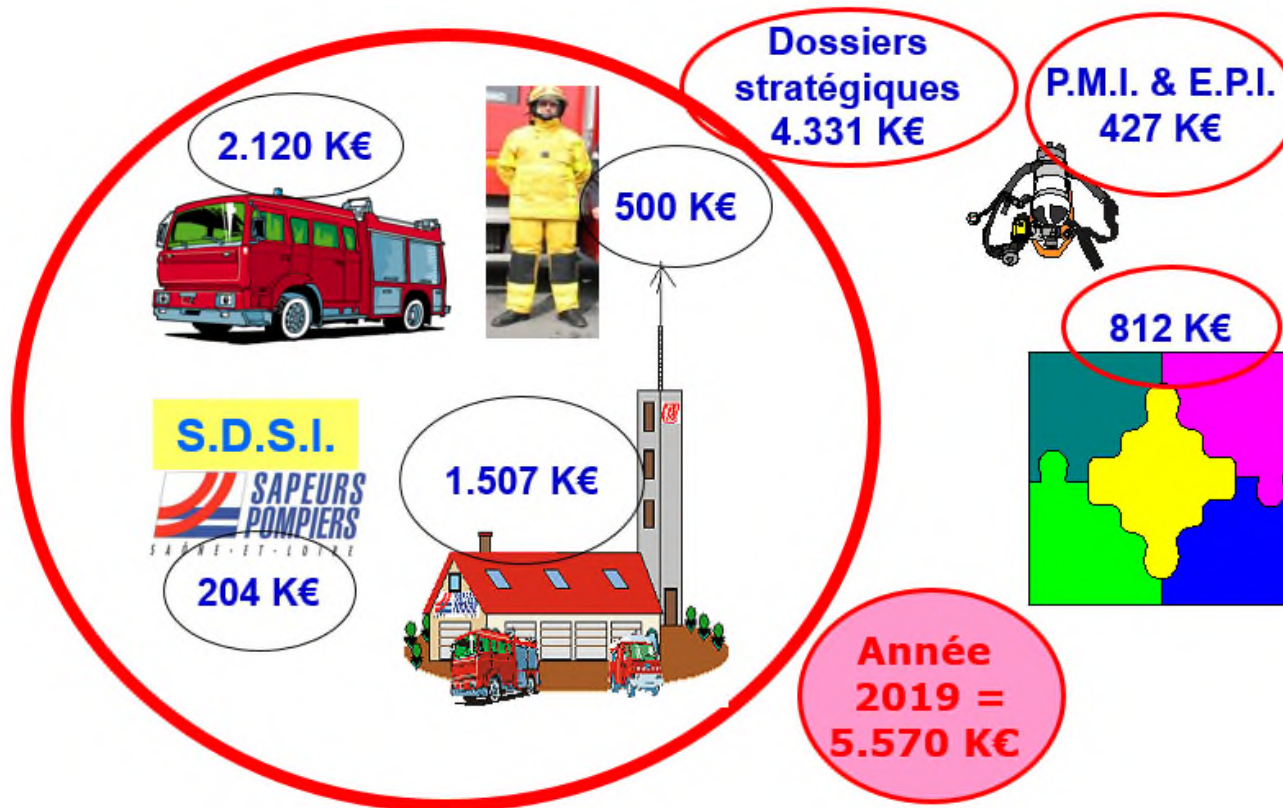 Dossiers
stratégiques
4.331 K€
P.M.I. & E.P.I.
427 K€
2.120 K€
500 K€
812 K€
S.D.S.I.
SAPEURS
POMPIERS
SAÔNE-ET-LOIRE
204 K€
1.507 K€
Année
2019 =
5.570 K€